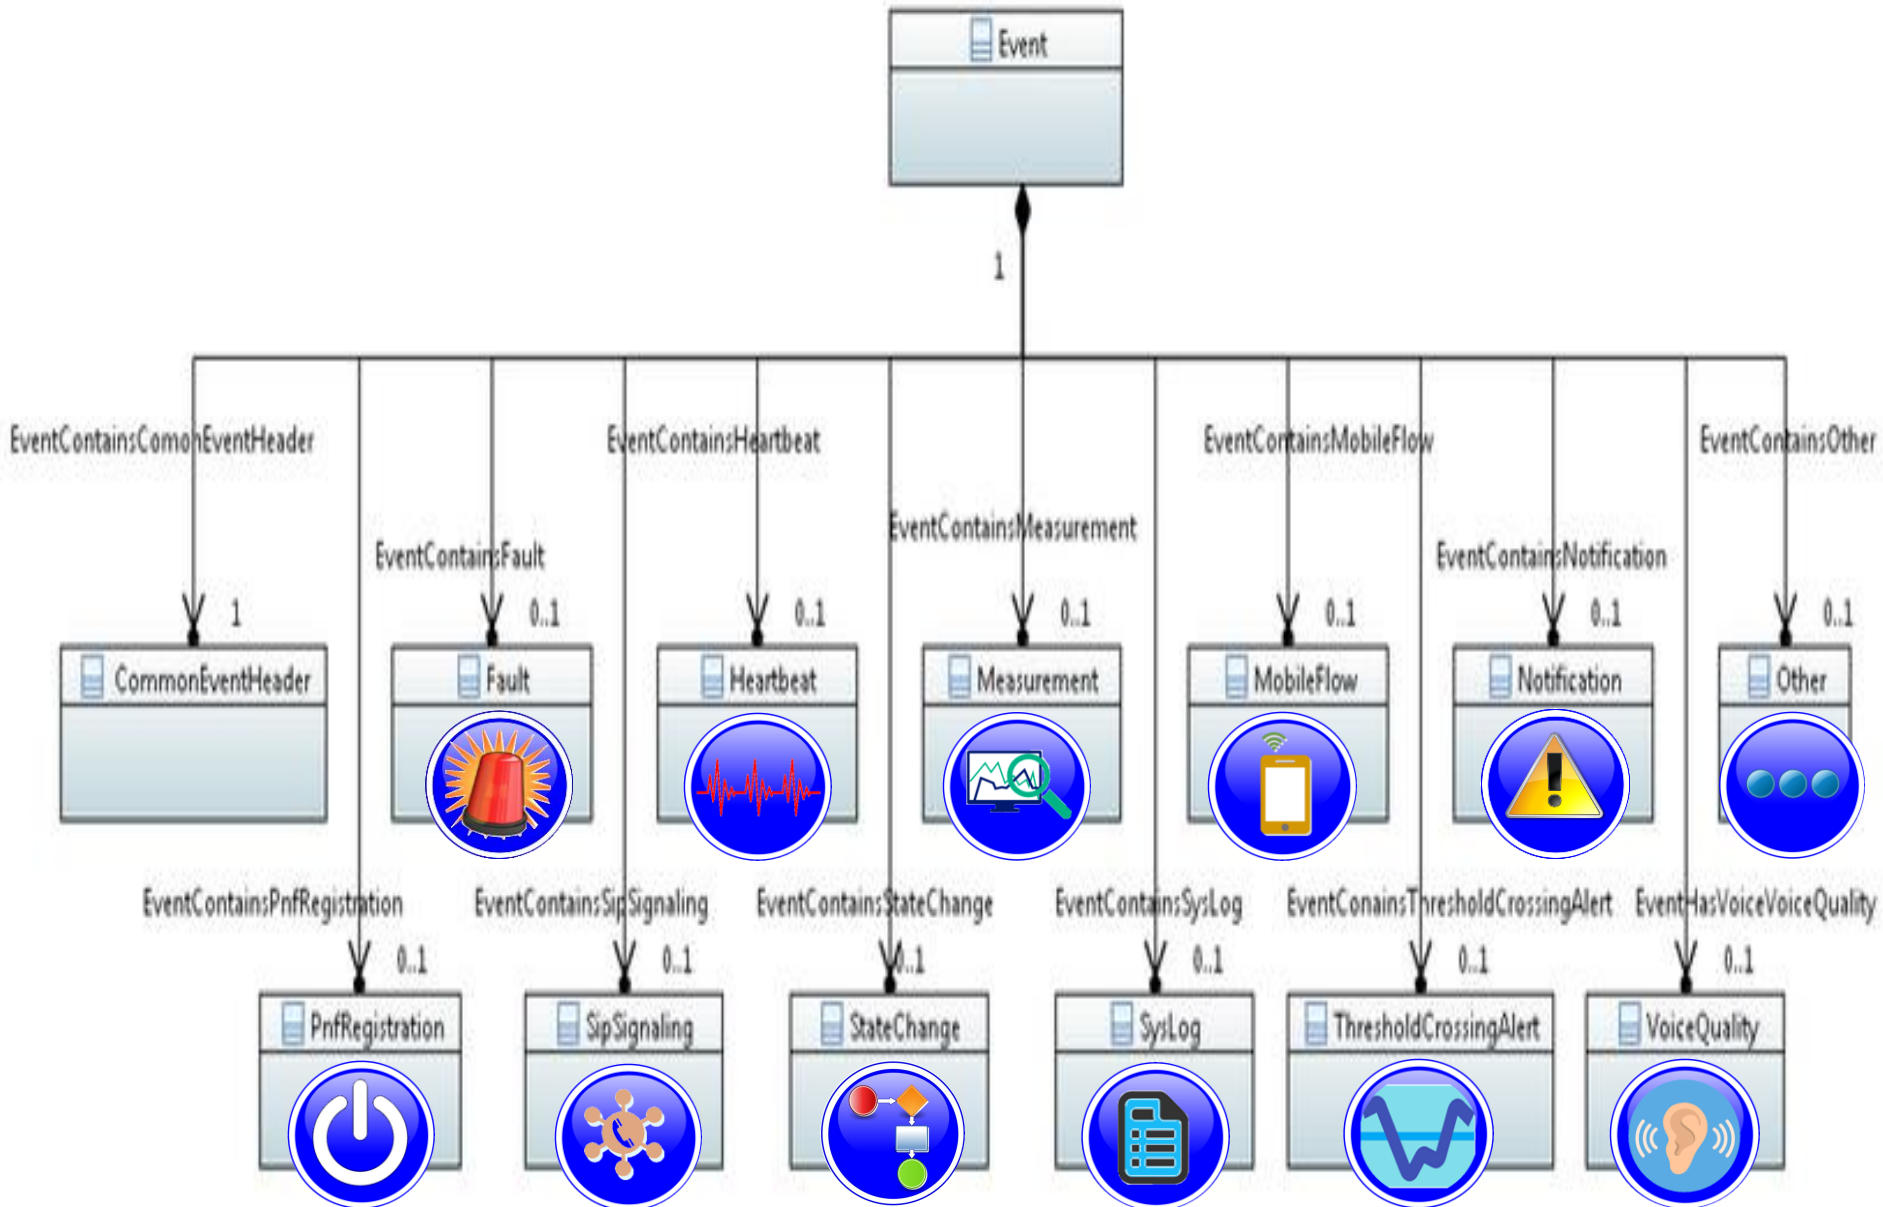 Event
1
EventContainsComonEventHeader
EventContainsHeartbeat
EventContainsMobileFlow
EventContainsOther
EventContainsMeasurement
EventContainsFault
EventContainsNotification
1
0..1
0..1
0..1
0..1
0..1
0..1
CommonEventHeader
Fault
Heartbeat
Measurement
MobileFlow
Notification
Other
EventContainsPnfRegistration
EventContainsSipSignaling
EventContainsStateChange
EventContainsSysLog
EventConainsThresholdCrossingAlert
EventHasVoiceVoiceQuality
0..1
0..1
0..1
0..1
0..1
0..1
PnfRegistration
SipSignaling
StateChange
SysLog
ThresholdCrossingAlert
VoiceQuality